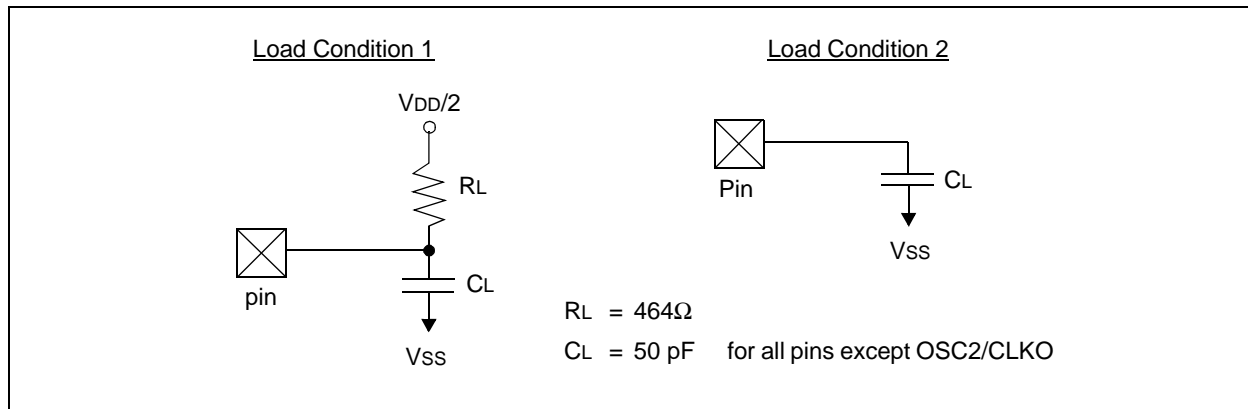 Load Condition 1
VDD/2
RL
pin
CL
VSS
Load Condition 2
Pin
CL
VSS
RL = 464Ω
CL = 50 pF for all pins except OSC2/CLKO